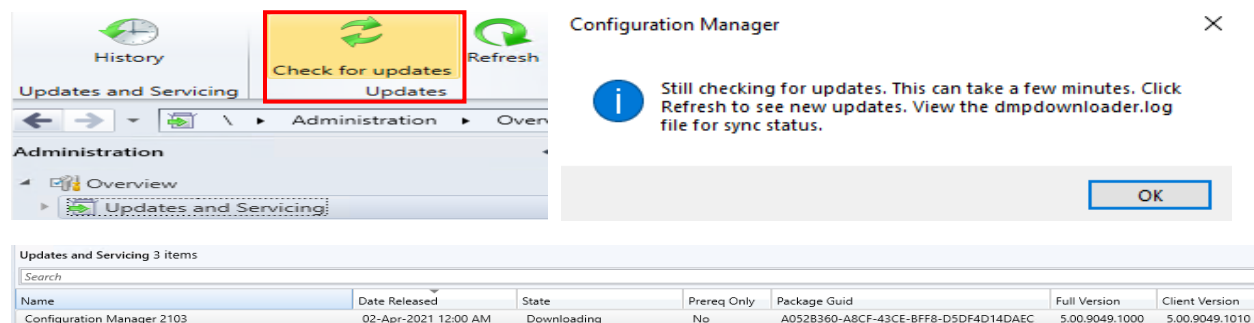 History
Check for updates
Refresh
Updates and Servicing
Updates
\ Administration
Administration
Overview
Updates and Servicing
Configuration Manager
Still checking for updates. This can take a few minutes. Click
Refresh to see new updates. View the dmpdownloader.log
file for sync status.
OK
Updates and Servicing 3 items
Search
Name Date Released State Prereq Only Package Guid Full Version Client Version
Configuration Manager 2103 02-Apr-2021 12:00 AM Downloading No A052B360-A8CF-43CE-BFF8-D5DF4D14DAEC 5.00.9049.1000 5.00.9049.1010